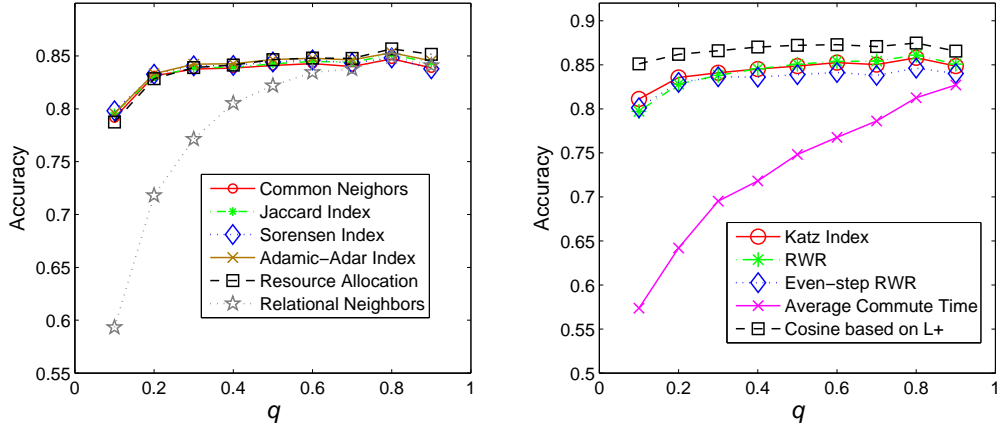 0.9
0.85
0.8
0.75
0.7
0.65
0.6
0.55
Accuracy
0 0.2 0.4 0.6 0.8 1
q
Common Neighors
Jaccard Index
Sorensen Index
Adamic−Adar Index
Resource Allocation
Relational Neighbors
0.9
0.85
0.8
0.75
0.7
0.65
0.6
0.55
0.5
Accuracy
0 0.2 0.4 0.6 0.8 1
q
Katz Index
RWR
Even−step RWR
Average Commute Time
Cosine based on L+